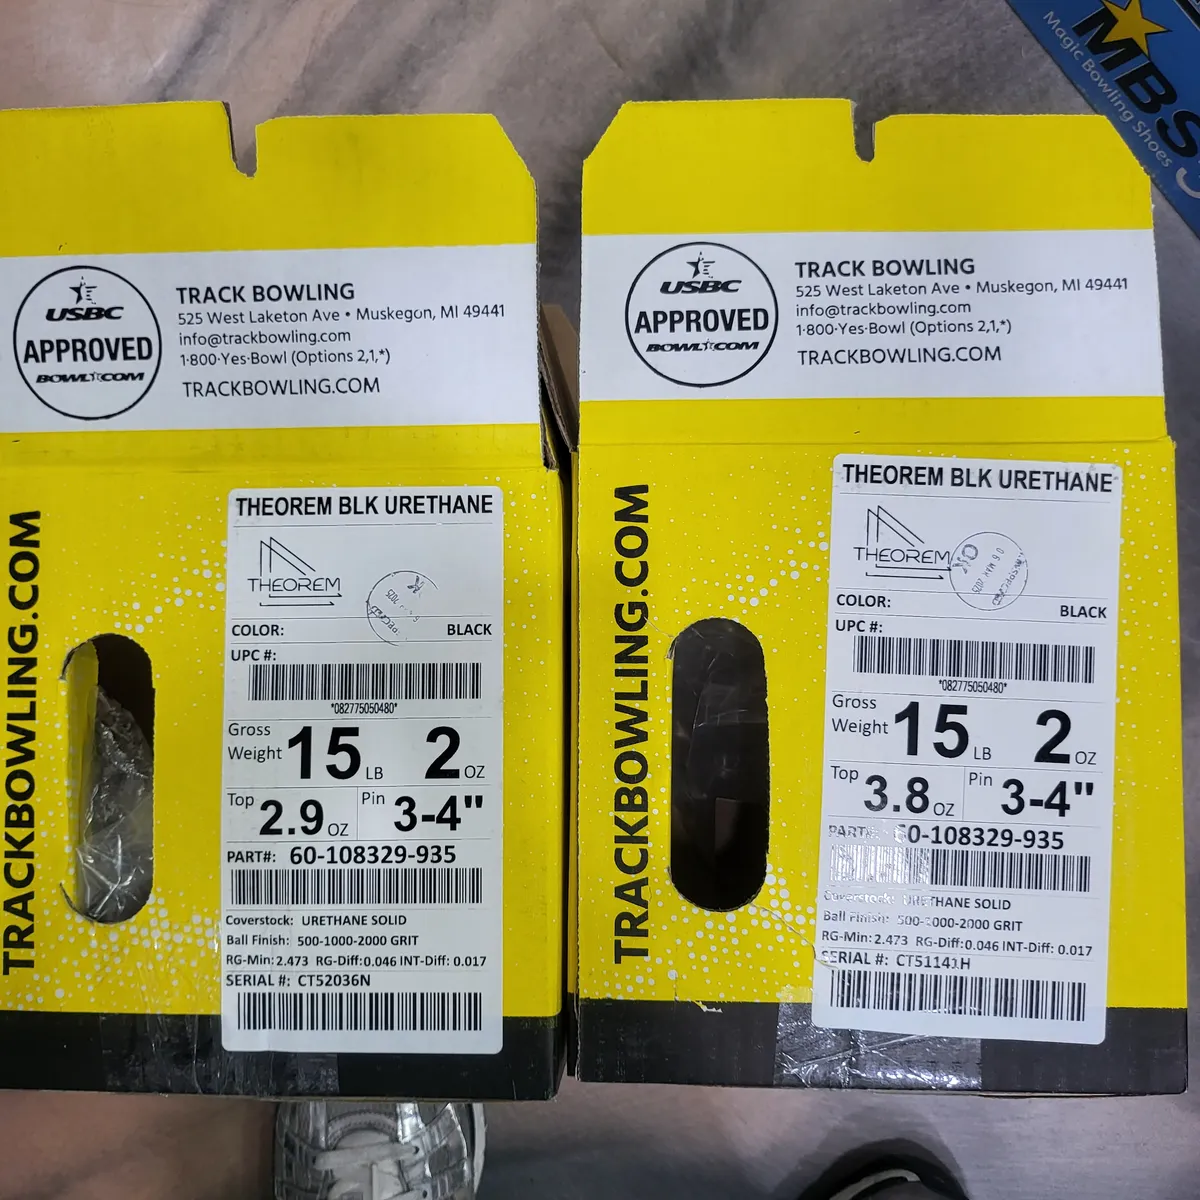 MBS
Magic Bowling Shoes
USBC
APPROVED
BOWL.COM
TRACK BOWLING
525 West Laketon Ave • Muskegon, MI 49441
info@trackbowling.com
1-800-Yes-Bowl (Options 2,1,*)
TRACKBOWLING.COM
TRACKBOWLING.COM
THEOREM BLK URETHANE
THEOREM
COLOR: BLACK
UPC #:
*082775050480*
Gross Weight 15 LB 2 OZ
Top 2.9 OZ Pin 3-4"
PART#: 60-108329-935
Coverstock: URETHANE SOLID
Ball Finish: 500-1000-2000 GRIT
RG-Min: 2.473 RG-Diff: 0.046 INT-Diff: 0.017
SERIAL #: CT52036N
USBC
APPROVED
BOWL.COM
TRACK BOWLING
525 West Laketon Ave • Muskegon, MI 49441
info@trackbowling.com
1-800-Yes-Bowl (Options 2,1,*)
TRACKBOWLING.COM
TRACKBOWLING.COM
THEOREM BLK URETHANE
THEOREM
OK
COLOR: BLACK
UPC #:
*082775050480*
Gross Weight 15 LB 2 OZ
Top 3.8 OZ Pin 3-4"
PART#: 60-108329-935
Coverstock: URETHANE SOLID
Ball Finish: 500-1000-2000 GRIT
RG-Min: 2.473 RG-Diff: 0.046 INT-Diff: 0.017
SERIAL #: